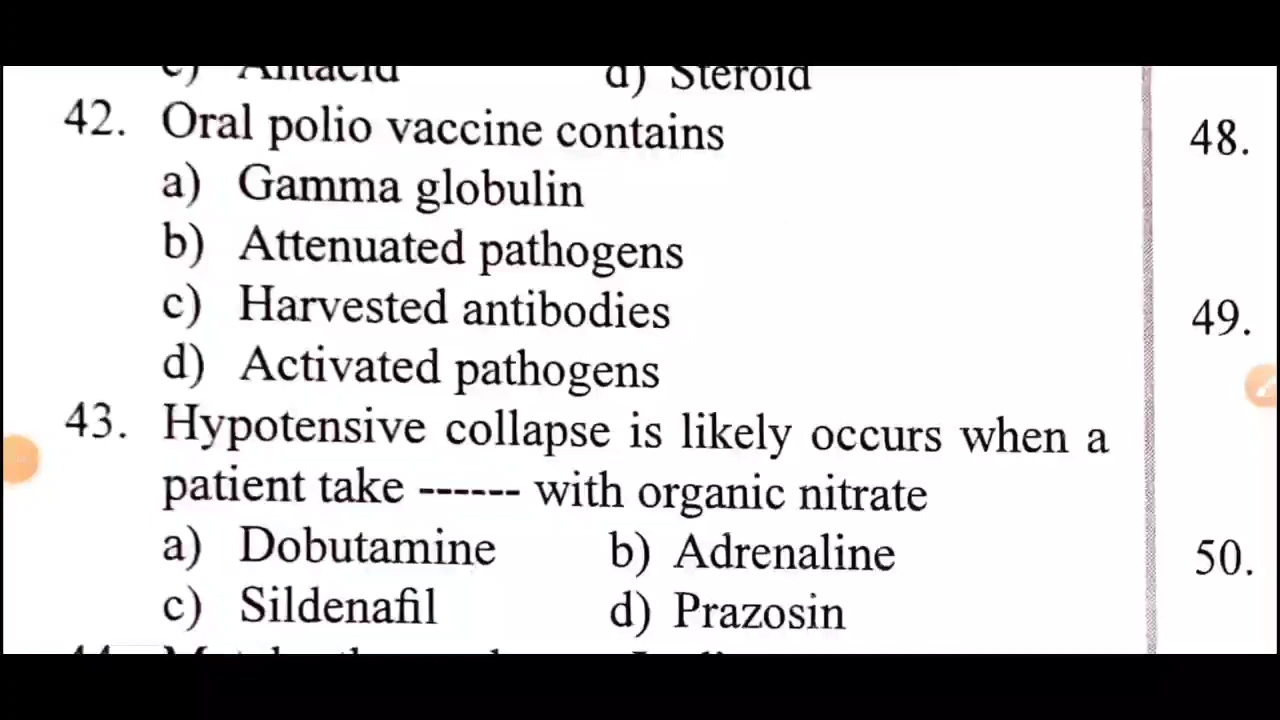 c) Antacid d) Steroid
42. Oral polio vaccine contains
a) Gamma globulin
b) Attenuated pathogens
c) Harvested antibodies
d) Activated pathogens
43. Hypotensive collapse is likely occurs when a
patient take ------ with organic nitrate
a) Dobutamine b) Adrenaline
c) Sildenafil d) Prazosin
48.
49.
50.